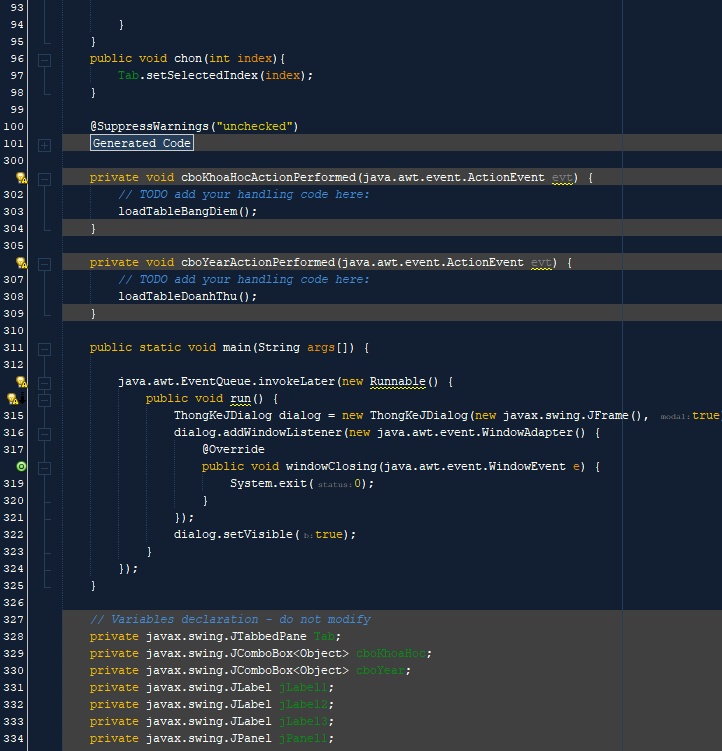 93
94 }
95 }
96 public void chon(int index){
97 Tab.setSelectedIndex(index);
98 }
99
100 @SuppressWarnings("unchecked")
101 Generated Code
300
private void cboKhoaHocActionPerformed(java.awt.event.ActionEvent evt) {
302 // TODO add your handling code here:
303 loadTableBangDiem();
304 }
305
private void cboYearActionPerformed(java.awt.event.ActionEvent evt) {
307 // TODO add your handling code here:
308 loadTableDoanhThu();
309 }
310
311 public static void main(String args[]) {
312
java.awt.EventQueue.invokeLater(new Runnable() {
public void run() {
315 ThongKeJDialog dialog = new ThongKeJDialog(new javax.swing.JFrame(), modal: true
316 dialog.addWindowListener(new java.awt.event.WindowAdapter() {
317 @Override
public void windowClosing(java.awt.event.WindowEvent e) {
319 System.exit(status: 0);
320 }
321 });
322 dialog.setVisible(b: true);
323 }
324 });
325 }
326
327 // Variables declaration - do not modify
328 private javax.swing.JTabbedPane Tab;
329 private javax.swing.JComboBox<Object> cboKhoaHoc;
330 private javax.swing.JComboBox<Object> cboYear;
331 private javax.swing.JLabel jLabel1;
332 private javax.swing.JLabel jLabel2;
333 private javax.swing.JLabel jLabel3;
334 private javax.swing.JPanel jPanel1;